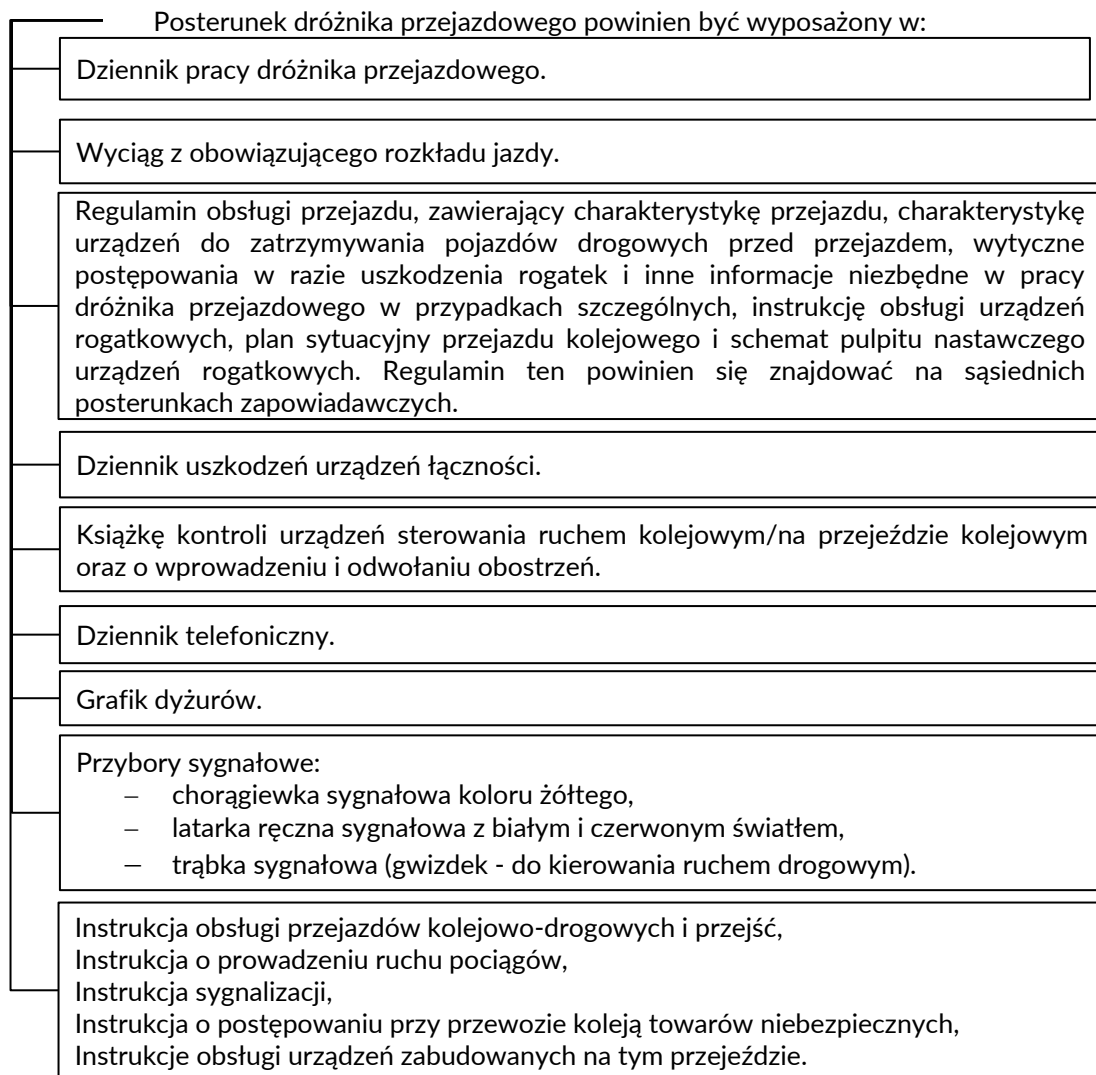 Posterunek dróżnika przejazdowego powinien być wyposażony w:
Dziennik pracy dróżnika przejazdowego.
Wyciąg z obowiązującego rozkładu jazdy.
Regulamin obsługi przejazdu, zawierający charakterystykę przejazdu, charakterystykę
urządzeń do zatrzymywania pojazdów drogowych przed przejazdem, wytyczne
postępowania w razie uszkodzenia rogatek i inne informacje niezbędne w pracy
dróżnika przejazdowego w przypadkach szczególnych, instrukcję obsługi urządzeń
rogatkowych, plan sytuacyjny przejazdu kolejowego i schemat pulpitu nastawczego
urządzeń rogatkowych. Regulamin ten powinien się znajdować na sąsiednich
posterunkach zapowiadawczych.
Dziennik uszkodzeń urządzeń łączności.
Książkę kontroli urządzeń sterowania ruchem kolejowym/na przejeździe kolejowym
oraz o wprowadzeniu i odwołaniu obostrzeń.
Dziennik telefoniczny.
Grafik dyżurów.
Przybory sygnałowe:
– chorągiewka sygnałowa koloru żółtego,
– latarka ręczna sygnałowa z białym i czerwonym światłem,
– trąbka sygnałowa (gwizdek - do kierowania ruchem drogowym).
Instrukcja obsługi przejazdów kolejowo-drogowych i przejść,
Instrukcja o prowadzeniu ruchu pociągów,
Instrukcja sygnalizacji,
Instrukcja o postępowaniu przy przewozie koleją towarów niebezpiecznych,
Instrukcje obsługi urządzeń zabudowanych na tym przejeździe.